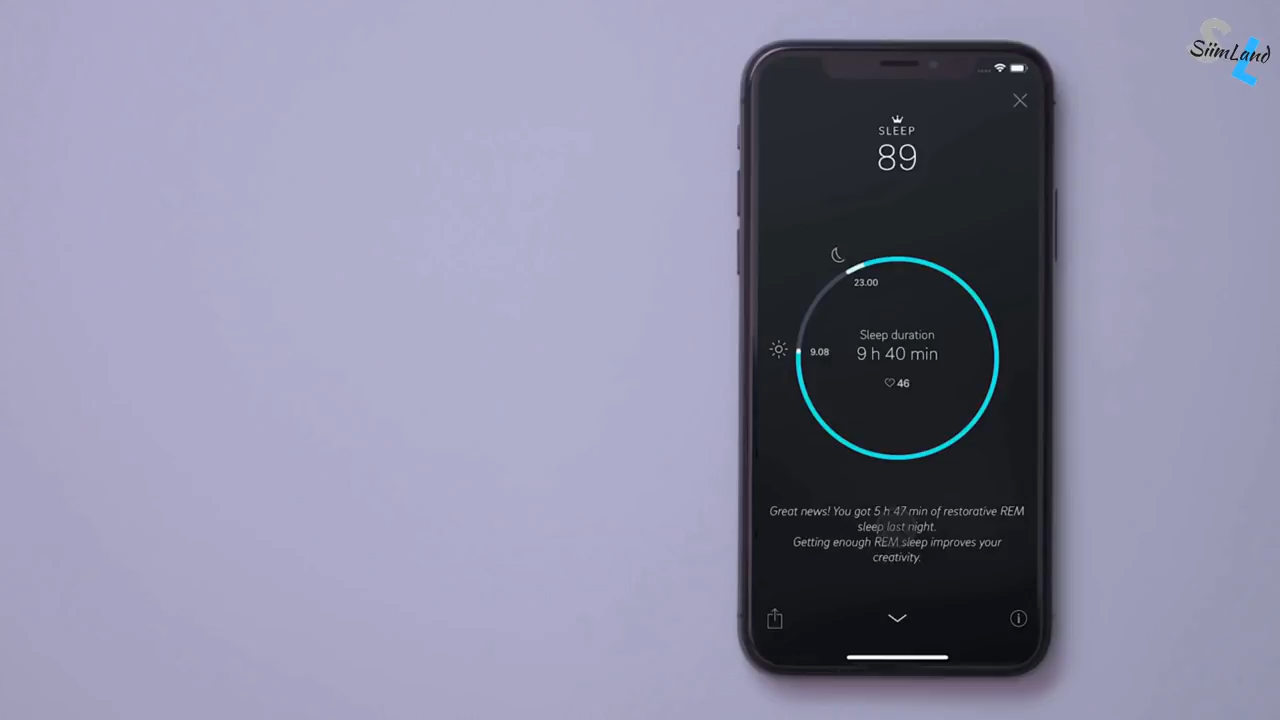 SiimLand
SLEEP
89
23.00
Sleep duration
9.08
9 h 40 min
46
Great news! You got 5 h 47 min of restorative REM
sleep last night.
Getting enough REM sleep improves your
creativity.